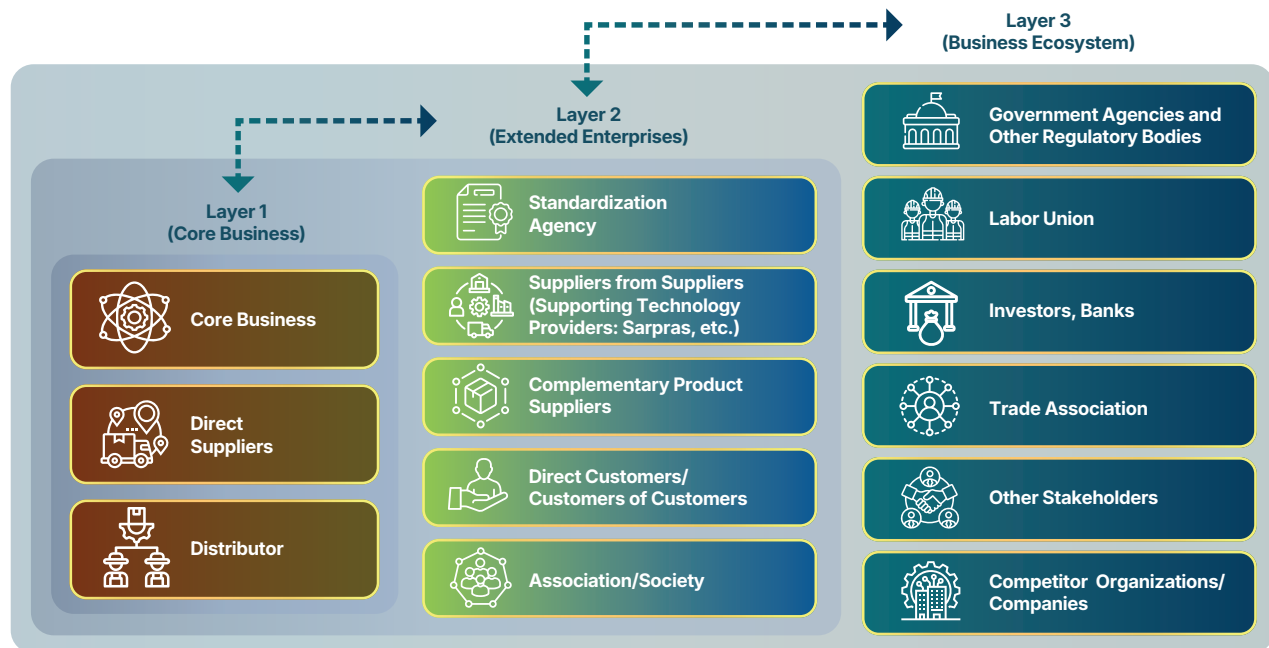 Layer 1
(Core Business)
Core Business
Direct
Suppliers
Distributor
Layer 2
(Extended Enterprises)
Standardization
Agency
Suppliers from Suppliers
(Supporting Technology
Providers: Sarpras, etc.)
Complementary Product
Suppliers
Direct Customers/
Customers of Customers
Association/Society
Layer 3
(Business Ecosystem)
Government Agencies and
Other Regulatory Bodies
Labor Union
Investors, Banks
Trade Association
Other Stakeholders
Competitor Organizations/
Companies